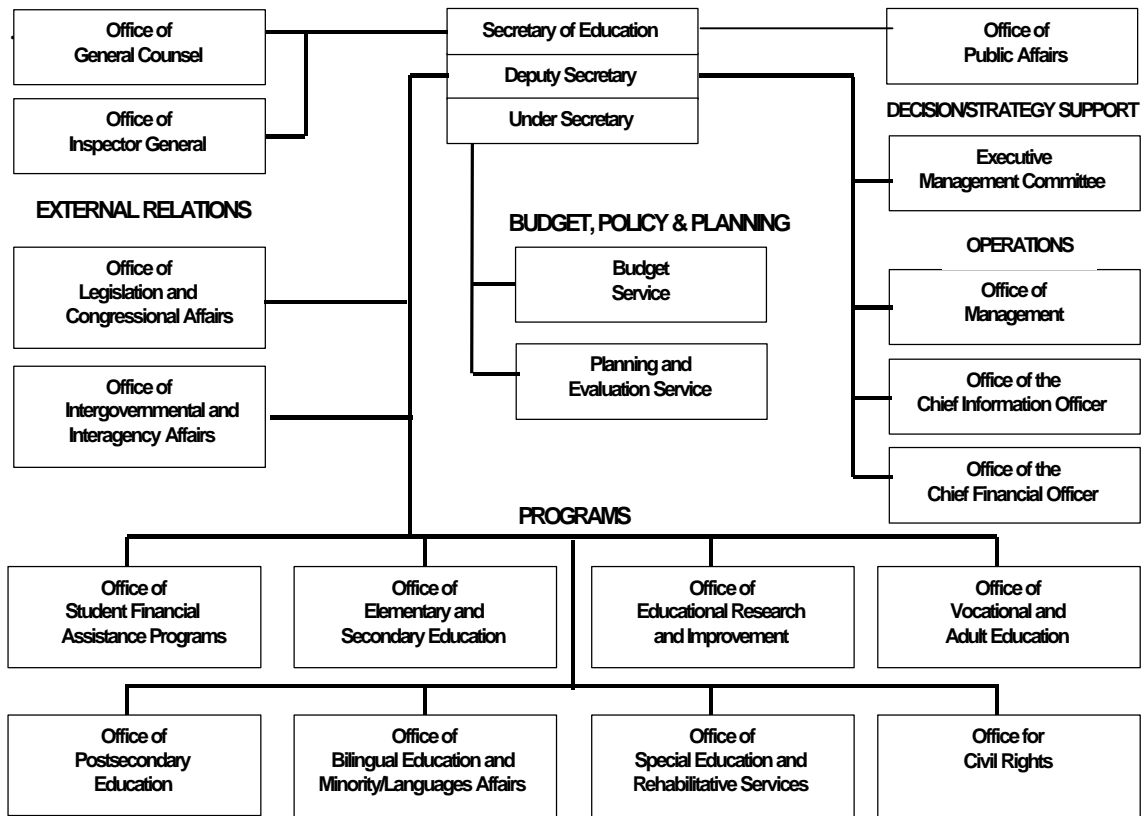 Office of
General Counsel
Secretary of Education
Office of
Public Affairs
Deputy Secretary
Under Secretary
Office of
Inspector General
DECISION/STRATEGY SUPPORT
Executive
Management Committee
EXTERNAL RELATIONS
BUDGET, POLICY & PLANNING
OPERATIONS
Office of
Legislation and
Congressional Affairs
Budget
Service
Office of
Management
Office of
Intergovernmental and
Interagency Affairs
Planning and
Evaluation Service
Office of the
Chief Information Officer
Office of the
Chief Financial Officer
PROGRAMS
Office of
Student Financial
Assistance Programs
Office of
Elementary and
Secondary Education
Office of
Educational Research
and Improvement
Office of
Vocational and
Adult Education
Office of
Postsecondary
Education
Office of
Bilingual Education and
Minority/Languages Affairs
Office of
Special Education and
Rehabilitative Services
Office for
Civil Rights